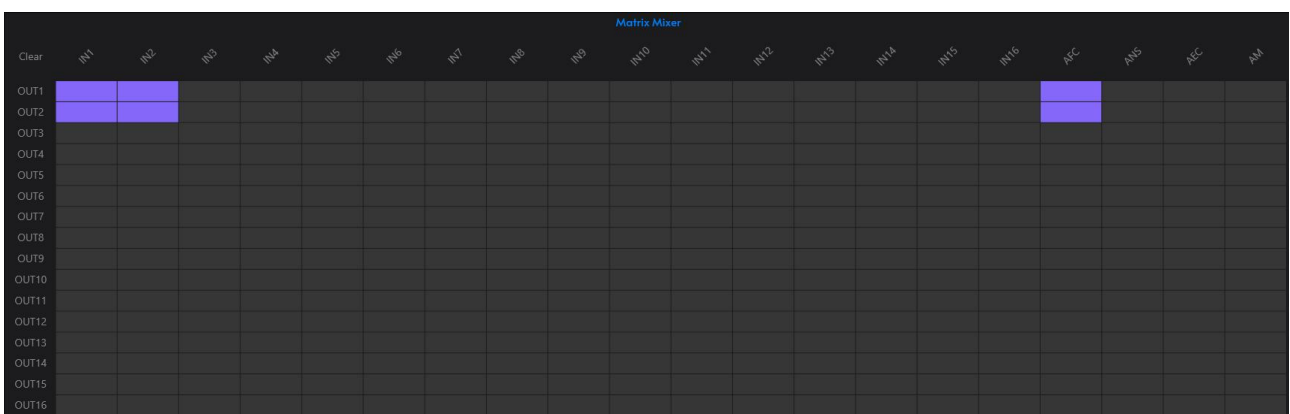 Matrix Mixer
Clear IN1 IN2 IN3 IN4 IN5 IN6 IN7 IN8 IN9 IN10 IN11 IN12 IN13 IN14 IN15 IN16 AFC ANS AEC AM
OUT1
OUT2
OUT3
OUT4
OUT5
OUT6
OUT7
OUT8
OUT9
OUT10
OUT11
OUT12
OUT13
OUT14
OUT15
OUT16